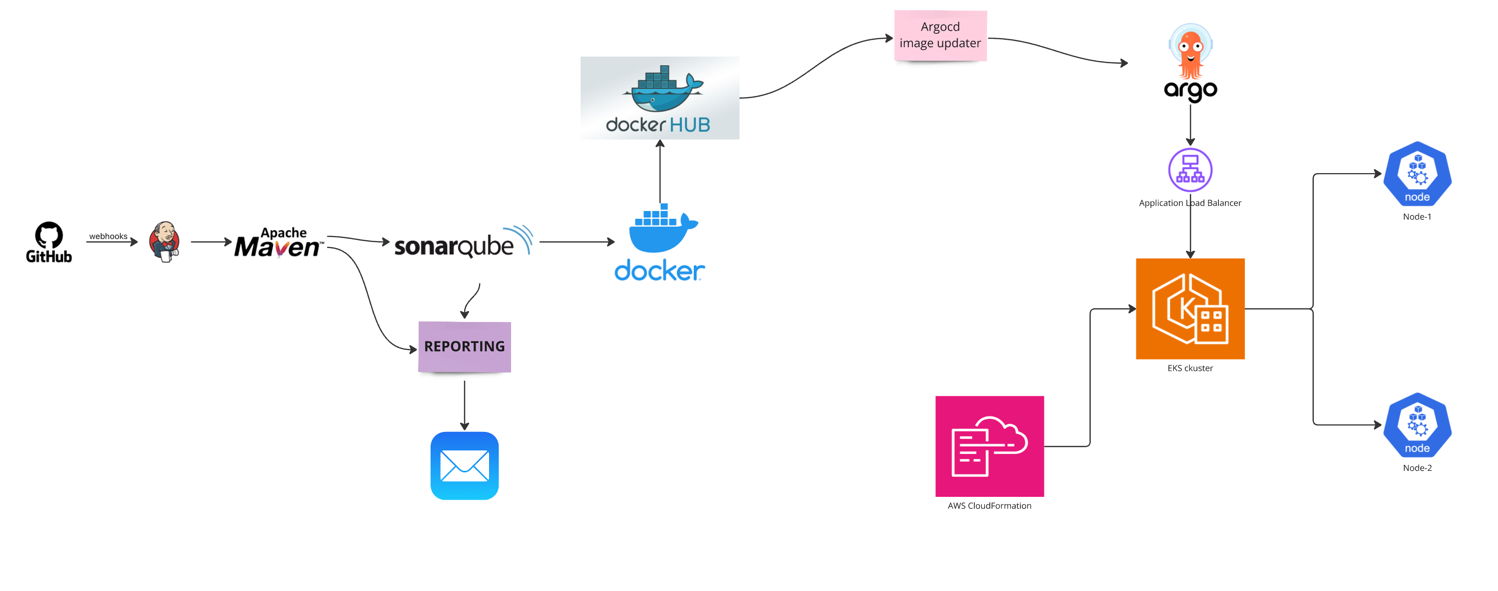 GitHub
webhooks
Apache
Maven™
sonarqube
REPORTING
docker
docker HUB
Argocd
image updater
argo
Application Load Balancer
EKS ckuster
AWS CloudFormation
node
Node-1
node
Node-2